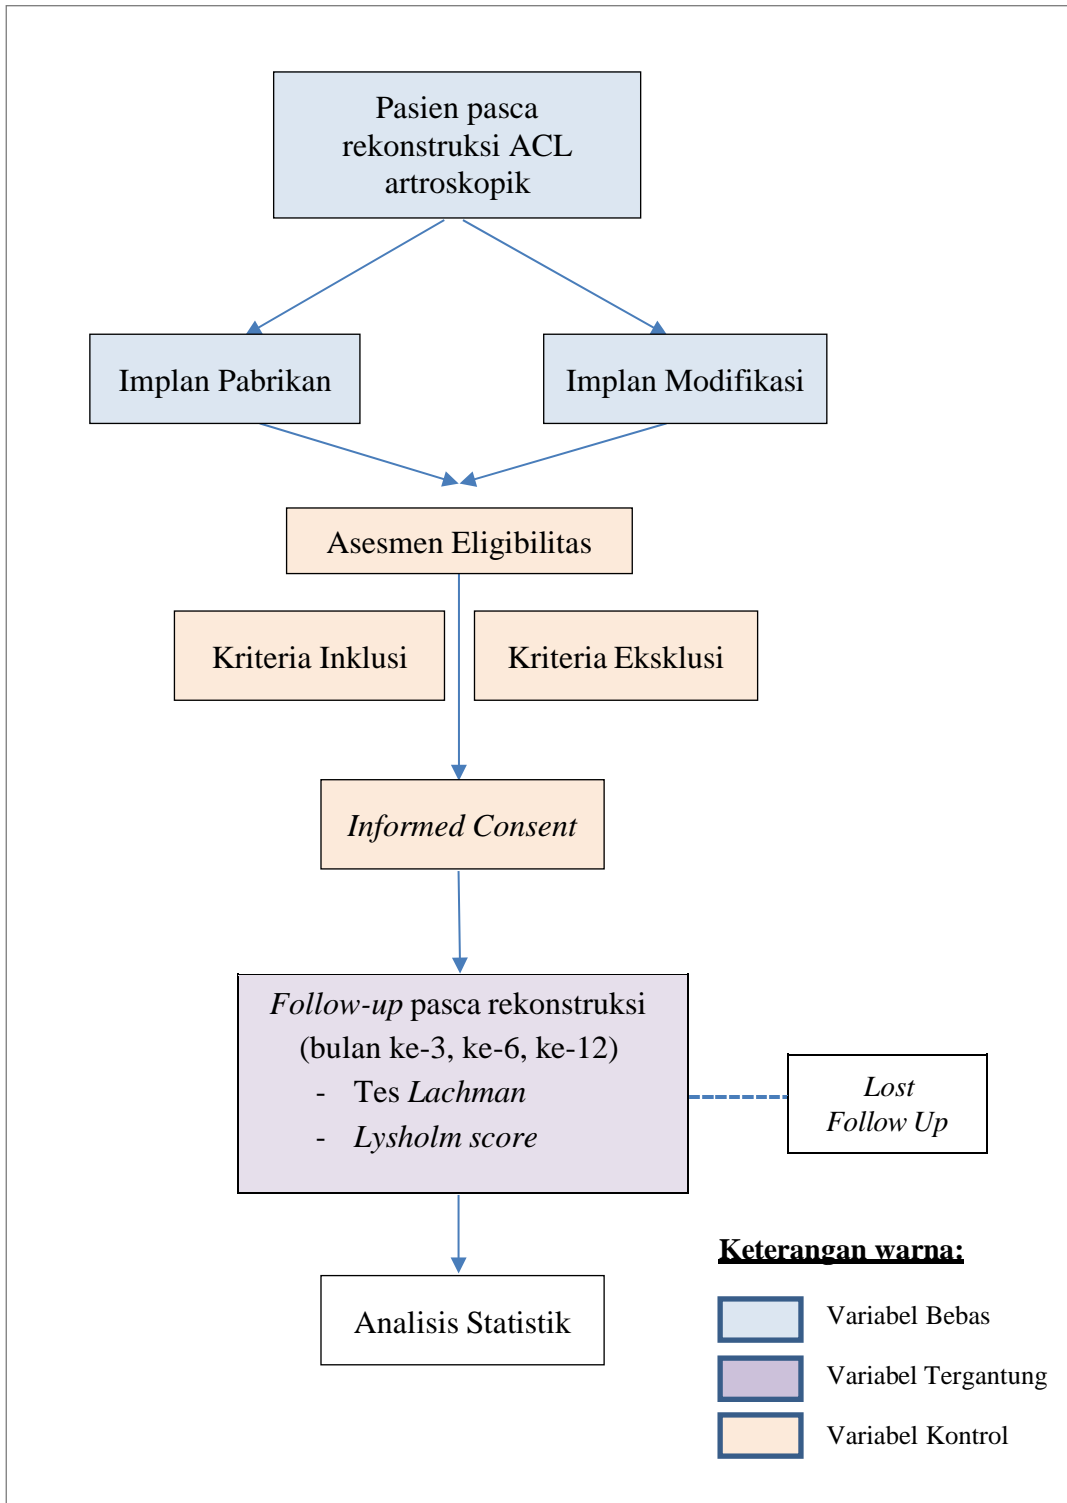 Pasien pasca
rekonstruksi ACL
artroskopik
Implan Pabrikan
Implan Modifikasi
Asesmen Eligibilitas
Kriteria Inklusi
Kriteria Eksklusi
Informed Consent
Follow-up pasca rekonstruksi
(bulan ke-3, ke-6, ke-12)
- Tes Lachman
- Lysholm score
Lost
Follow Up
Analisis Statistik
Keterangan warna:
Variabel Bebas
Variabel Tergantung
Variabel Kontrol